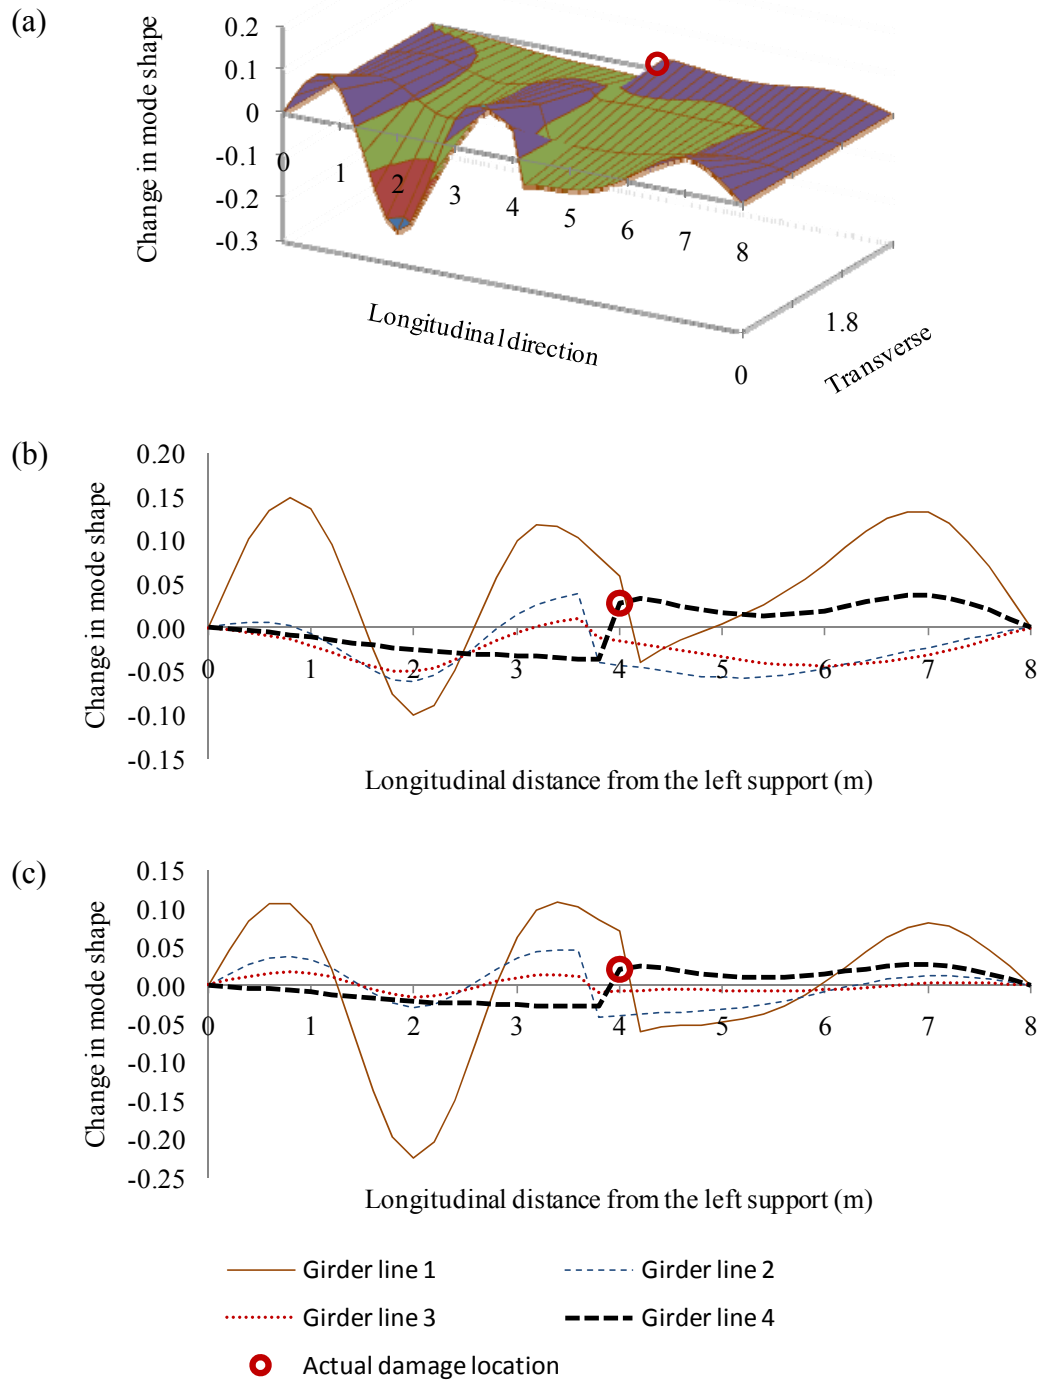 (a)
Change in mode shape
0.2
0.1
0
-0.1
-0.2
-0.3
0 1 2 3 4 5 6 7 8
Longitudinal direction
0 1.8
Transverse
(b)
Change in mode shape
0.20
0.15
0.10
0.05
0.00
-0.05
-0.10
-0.15
0 1 2 3 4 5 6 7 8
Longitudinal distance from the left support (m)
(c)
Change in mode shape
0.15
0.10
0.05
0.00
-0.05
-0.10
-0.15
-0.20
-0.25
0 1 2 3 4 5 6 7 8
Longitudinal distance from the left support (m)
Girder line 1 Girder line 2
Girder line 3 Girder line 4
Actual damage location